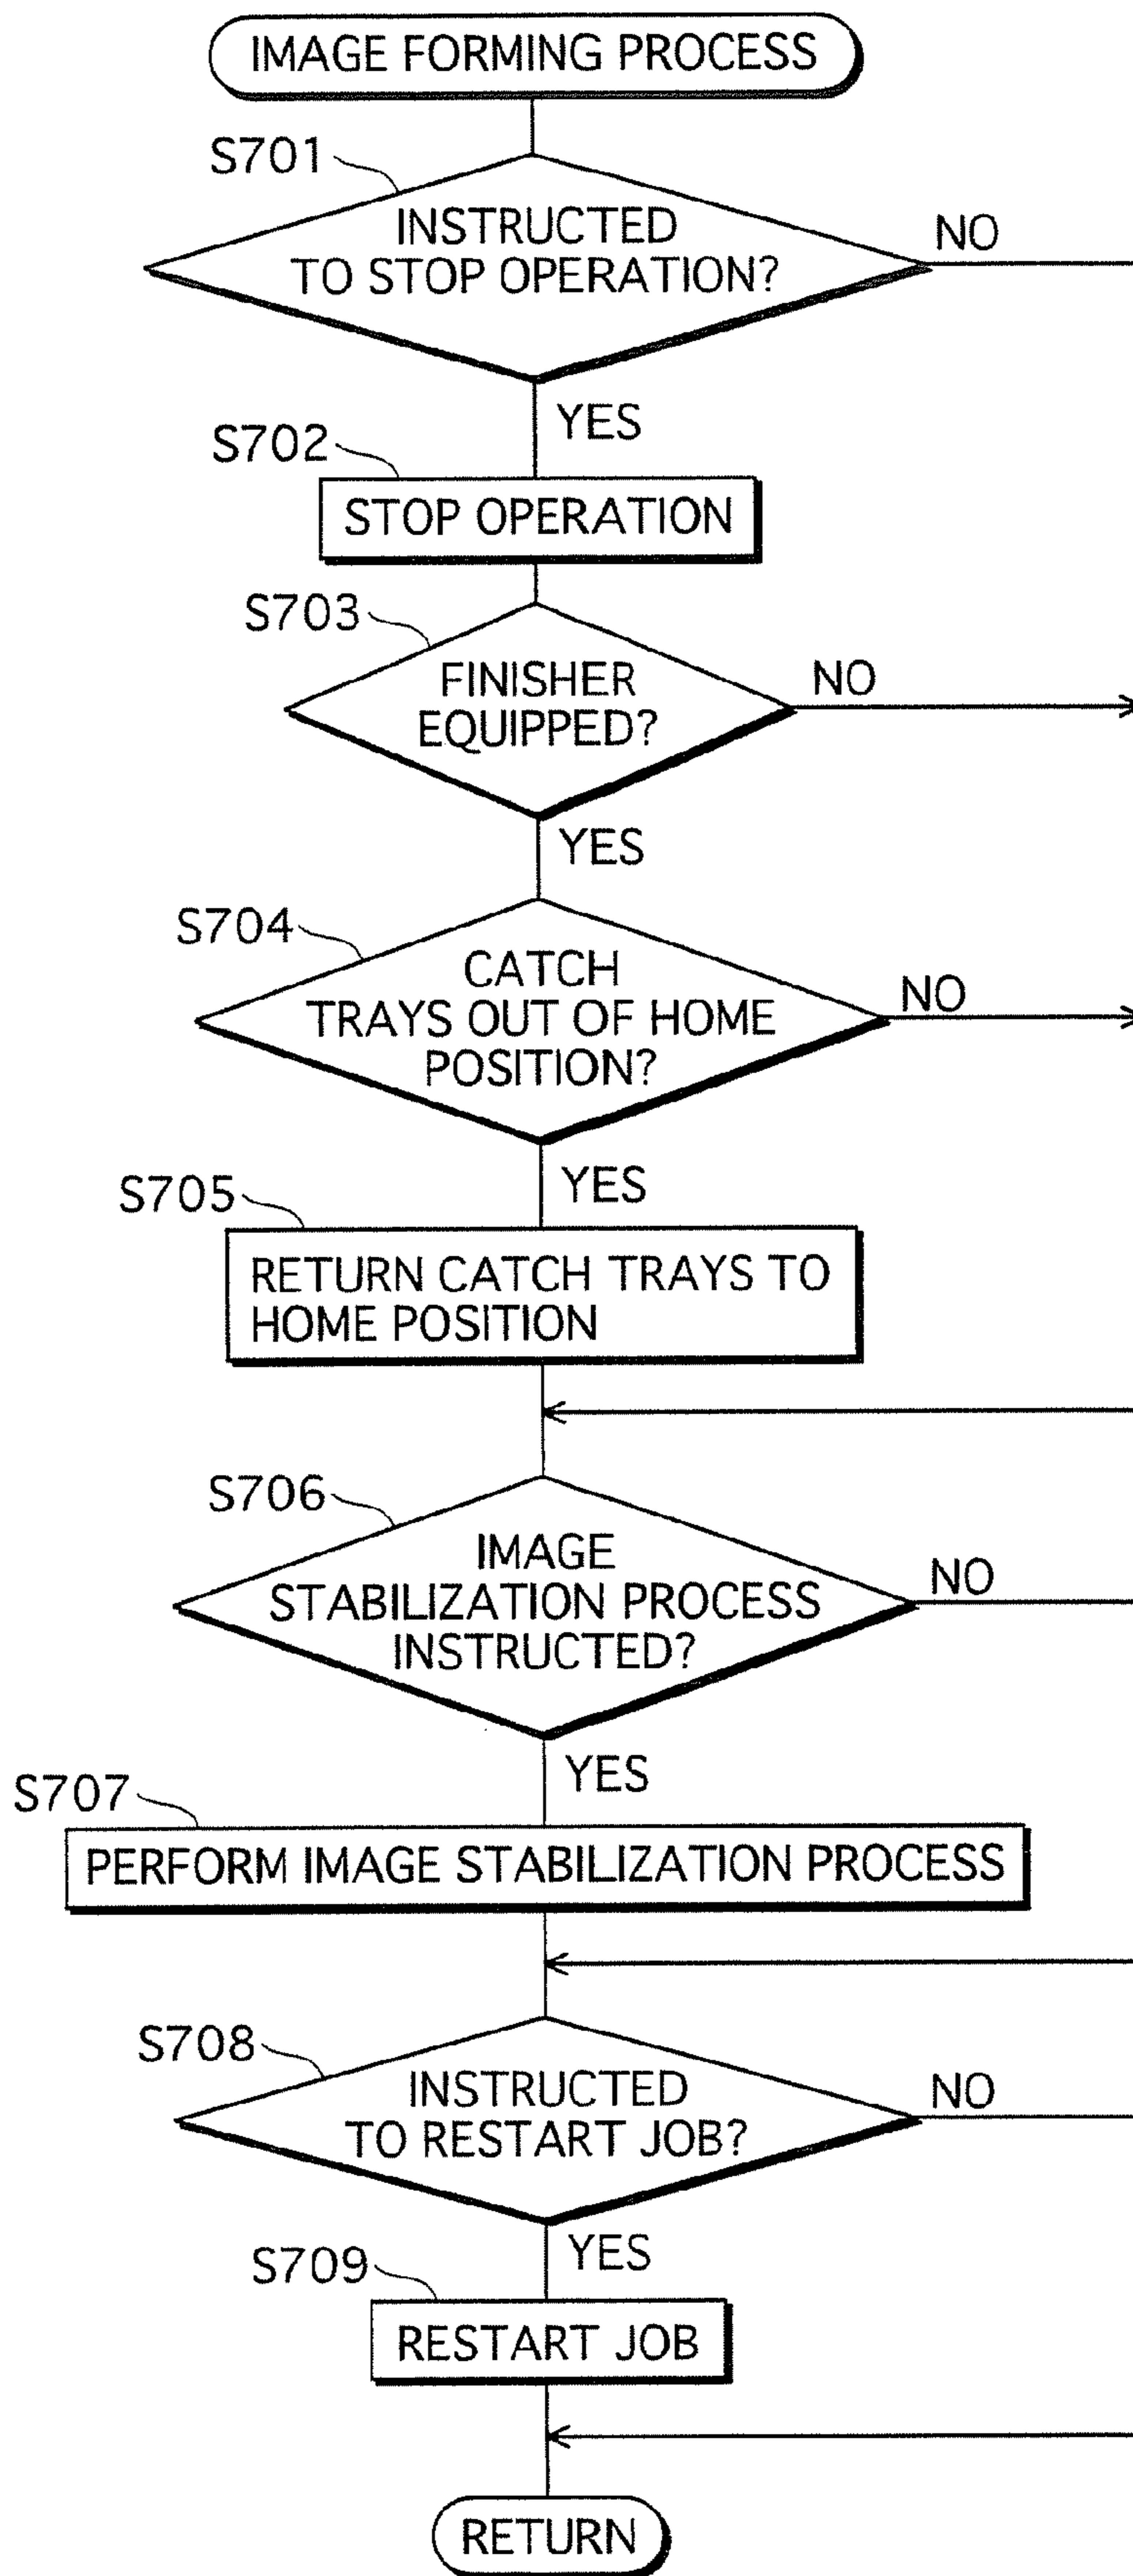 IMAGE FORMING PROCESS
S701
INSTRUCTED
TO STOP OPERATION?
NO
YES
S702
STOP OPERATION
S703
FINISHER
EQUIPPED?
NO
YES
S704
CATCH
TRAYS OUT OF HOME
POSITION?
NO
YES
S705
RETURN CATCH TRAYS TO
HOME POSITION
S706
IMAGE
STABILIZATION PROCESS
INSTRUCTED?
NO
YES
S707
PERFORM IMAGE STABILIZATION PROCESS
S708
INSTRUCTED
TO RESTART JOB?
NO
YES
S709
RESTART JOB
RETURN